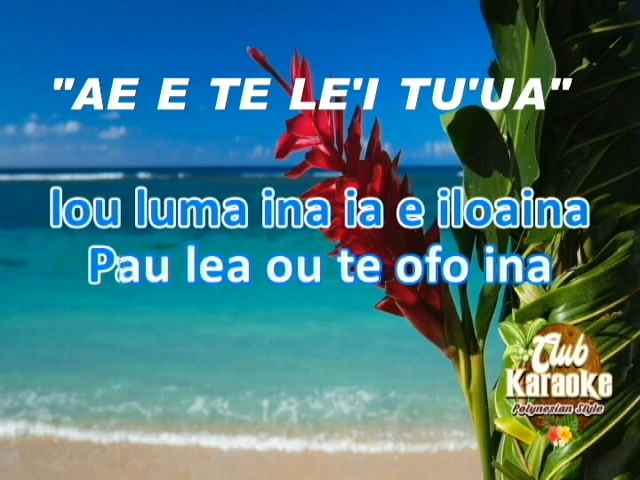 "AE E TE LE'I TU'UA"
lou luma ina ia e iloaina
Pau lea ou te ofo ina
Club
Karaoke
Polynesian Style